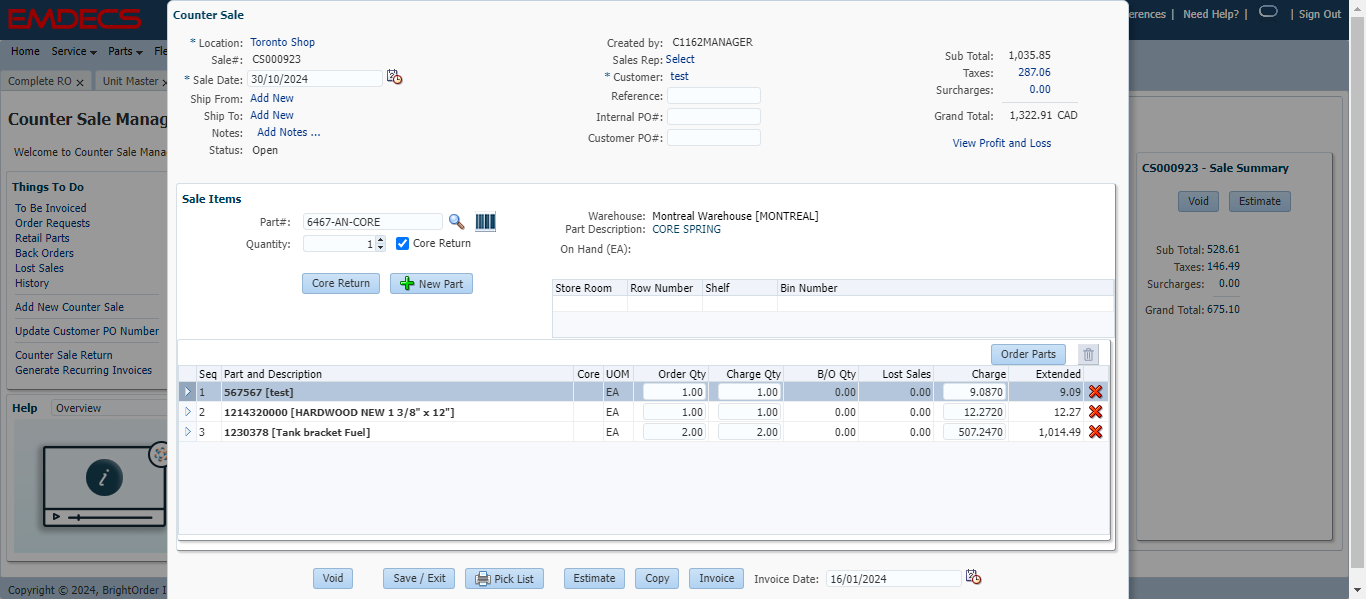 EMDECS
erences | Need Help? | | Sign Out
Home Service Parts Fle
Complete RO Unit Master
Counter Sale Manag
Welcome to Counter Sale Mana
Things To Do
To Be Invoiced
Order Requests
Retail Parts
Back Orders
Lost Sales
History
Add New Counter Sale
Update Customer PO Number
Counter Sale Return
Generate Recurring Invoices
Help Overview
Copyright © 2024, BrightOrder I
Counter Sale
* Location: Toronto Shop
Sale#: CS000923
* Sale Date: 30/10/2024
Ship From: Add New
Ship To: Add New
Notes: Add Notes ...
Status: Open
Created by: C1162MANAGER
Sales Rep: Select
* Customer: test
Reference:
Internal PO#:
Customer PO#:
Sub Total: 1,035.85
Taxes: 287.06
Surcharges: 0.00
Grand Total: 1,322.91 CAD
View Profit and Loss
Sale Items
Part#: 6467-AN-CORE
Quantity: 1 Core Return
Core Return New Part
Warehouse: Montreal Warehouse [MONTREAL]
Part Description: CORE SPRING
On Hand (EA):
Store Room Row Number Shelf Bin Number
Order Parts
Seq Part and Description Core UOM Order Qty Charge Qty B/O Qty Lost Sales Charge Extended
1 567567 [test] EA 1.00 1.00 0.00 0.00 9.0870 9.09
2 1214320000 [HARDWOOD NEW 1 3/8" x 12"] EA 1.00 1.00 0.00 0.00 12.2720 12.27
3 1230378 [Tank bracket Fuel] EA 2.00 2.00 0.00 0.00 507.2470 1,014.49
Void Save / Exit Pick List Estimate Copy Invoice Invoice Date: 16/01/2024
CS000923 - Sale Summary
Void Estimate
Sub Total: 528.61
Taxes: 146.49
Surcharges: 0.00
Grand Total: 675.10